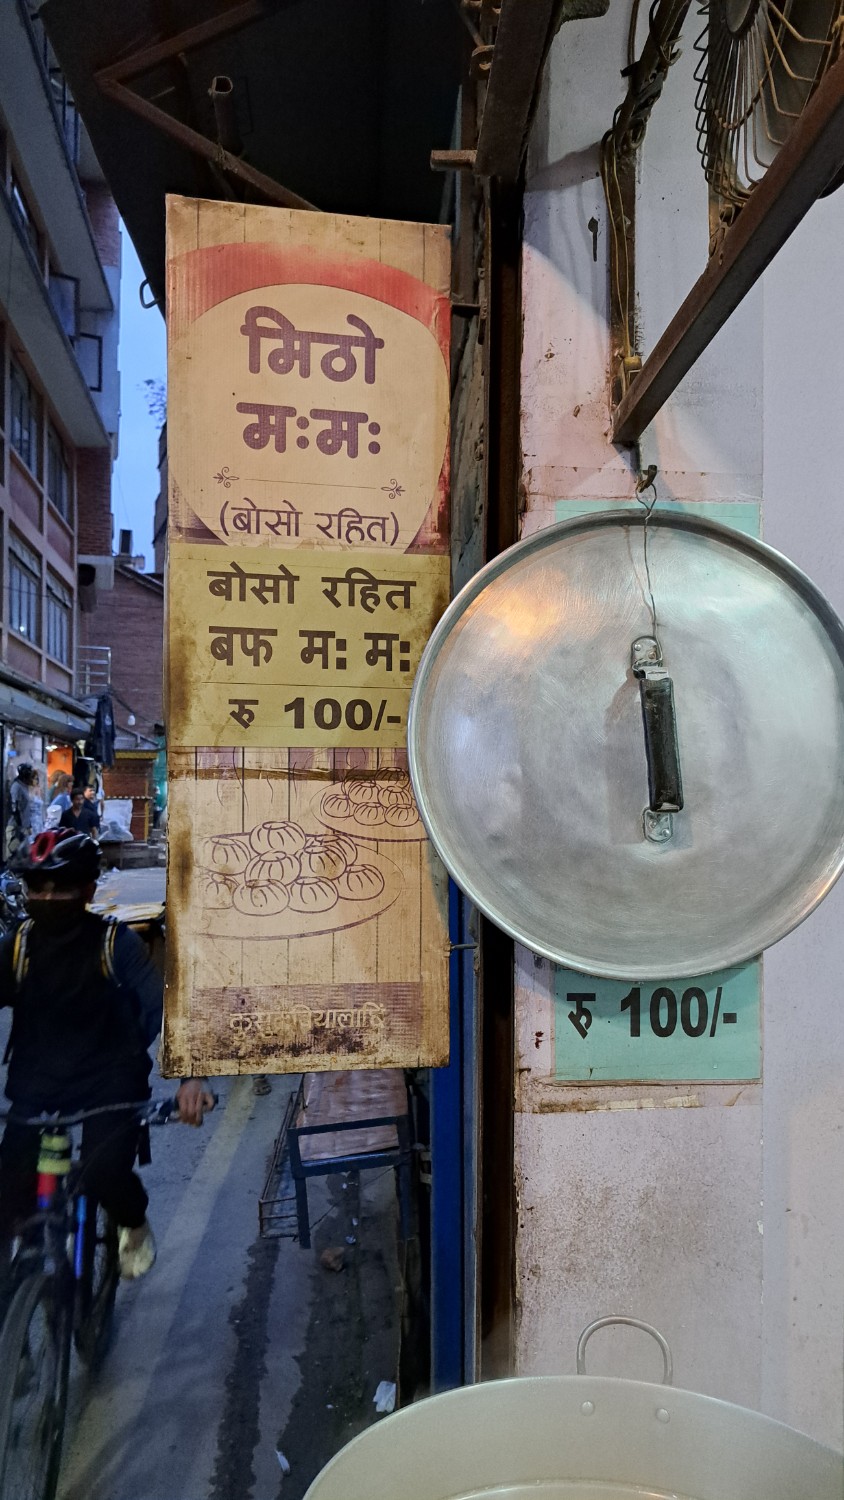 मिठो
मःमः
(बोसो रहित)
बोसो रहित
बफ मः मः
रु 100/-
रु 100/-